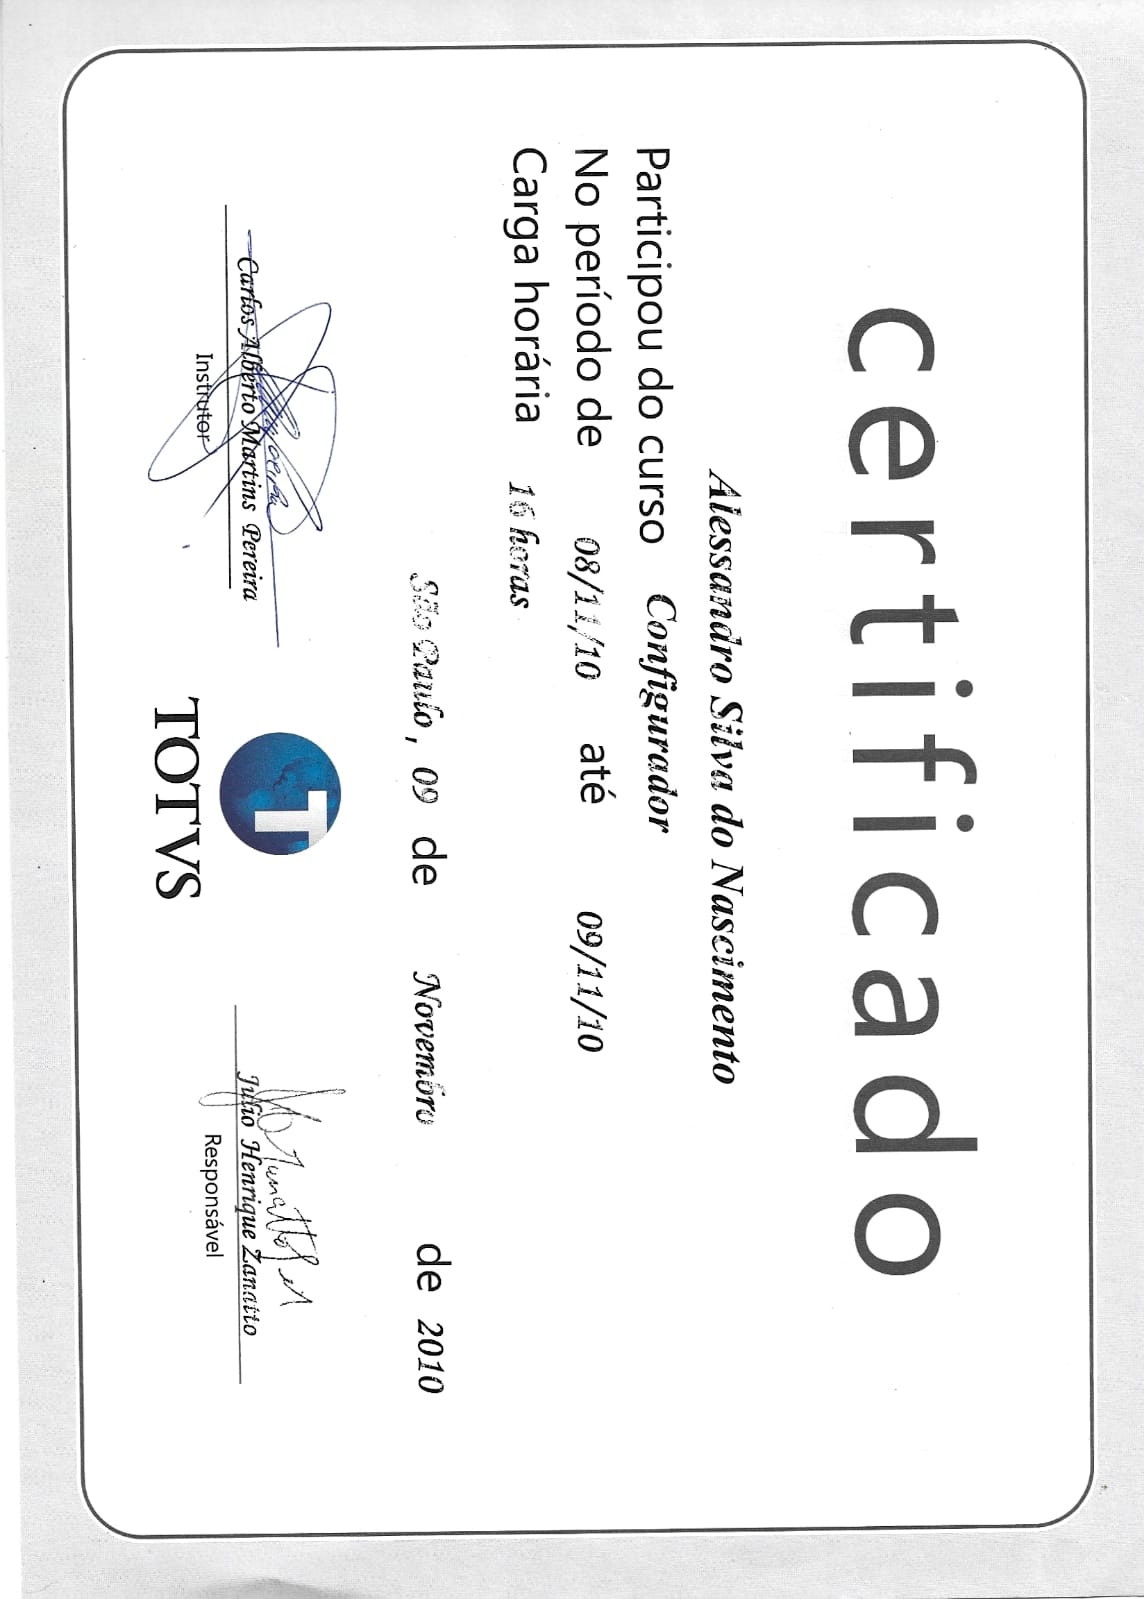 Certificado
Alessandro Silva do Nascimento
Participou do curso Configurador
No período de 08/11/10 até 09/11/10
Carga horária 16 horas
São Paulo, 09 de Novembro de 2010
Carlos Alberto Martins Pereira
Instrutor
T
TOTVS
Julio Henrique Zanatto
Responsável